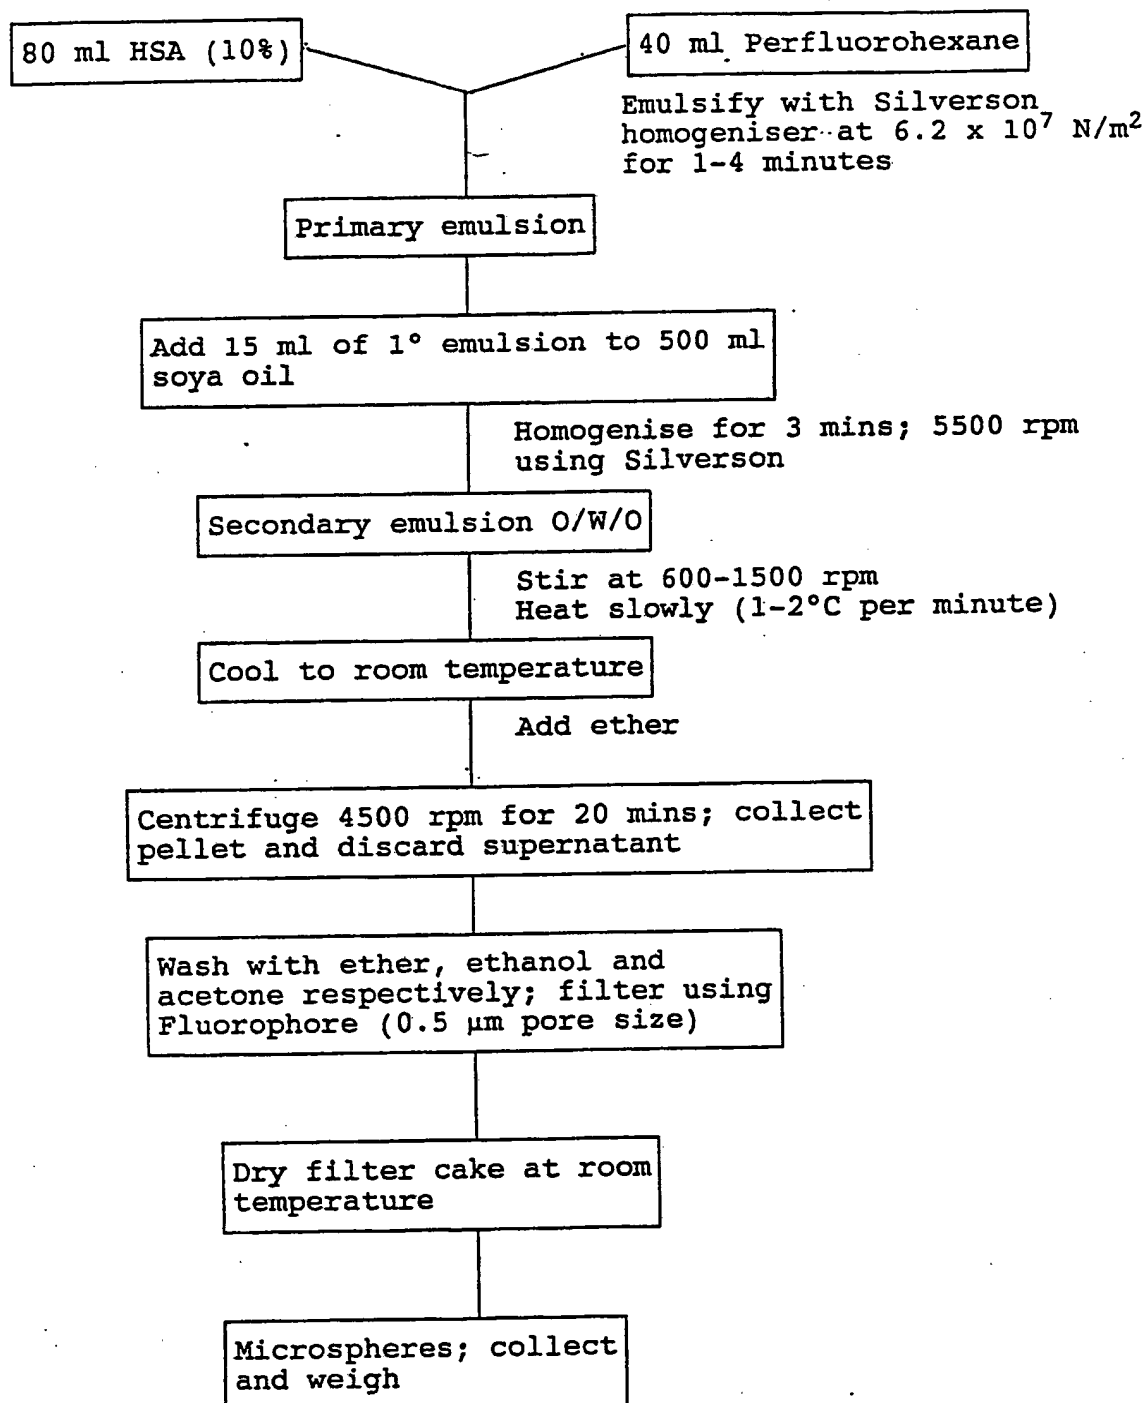 80 ml HSA (10%)
40 ml Perfluorohexane
Emulsify with Silverson
homogeniser at 6.2 x 10⁷ N/m²
for 1-4 minutes
Primary emulsion
Add 15 ml of 1° emulsion to 500 ml
soya oil
Homogenise for 3 mins; 5500 rpm
using Silverson
Secondary emulsion O/W/O
Stir at 600-1500 rpm
Heat slowly (1-2°C per minute)
Cool to room temperature
Add ether
Centrifuge 4500 rpm for 20 mins; collect
pellet and discard supernatant
Wash with ether, ethanol and
acetone respectively; filter using
Fluorophore (0.5 µm pore size)
Dry filter cake at room
temperature
Microspheres; collect
and weigh